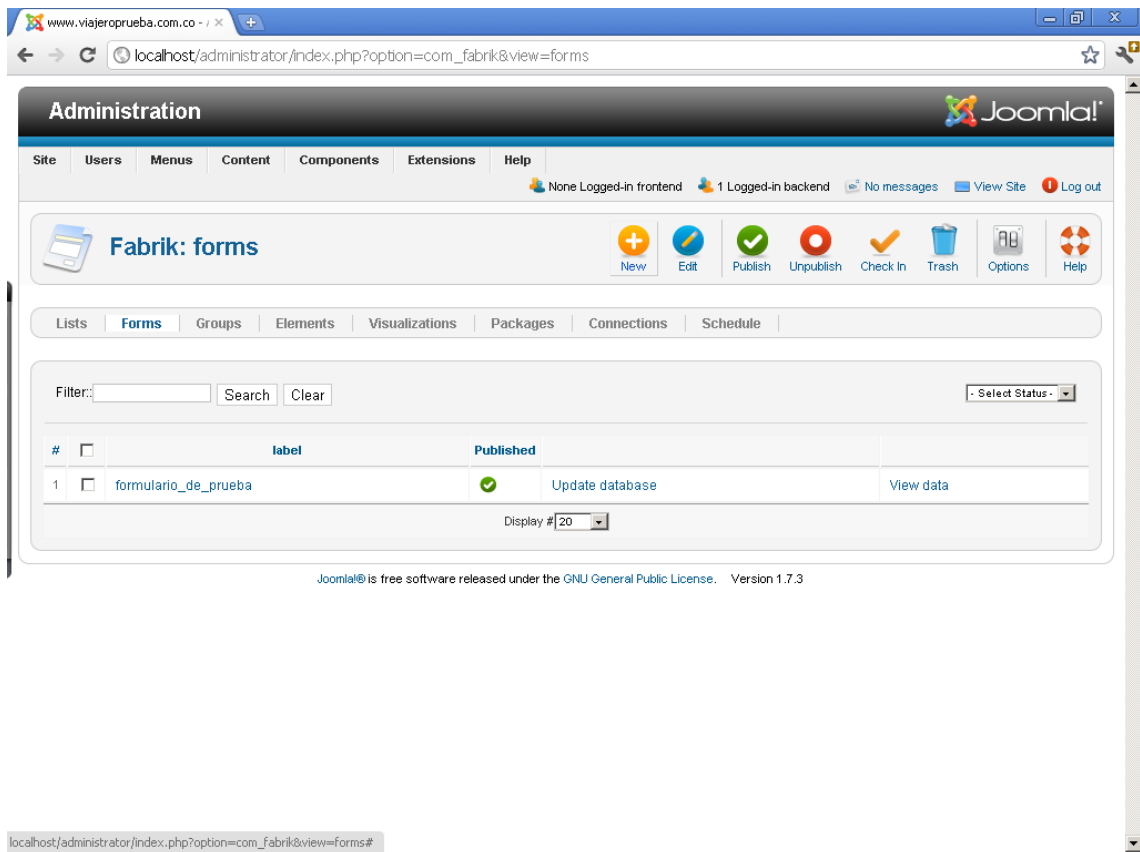 www.viajeroprueba.com.co - A
localhost/administrator/index.php?option=com_fabrik&view=forms
Administration
Joomla!
Site Users Menus Content Components Extensions Help
None Logged-in frontend 1 Logged-in backend No messages View Site Log out
Fabrik: forms
New Edit Publish Unpublish Check In Trash Options Help
Lists Forms Groups Elements Visualizations Packages Connections Schedule
Filter:: Search Clear - Select Status -
# label Published
1 formulario_de_prueba Update database View data
Display # 20
Joomla!® is free software released under the GNU General Public License. Version 1.7.3
localhost/administrator/index.php?option=com_fabrik&view=forms#